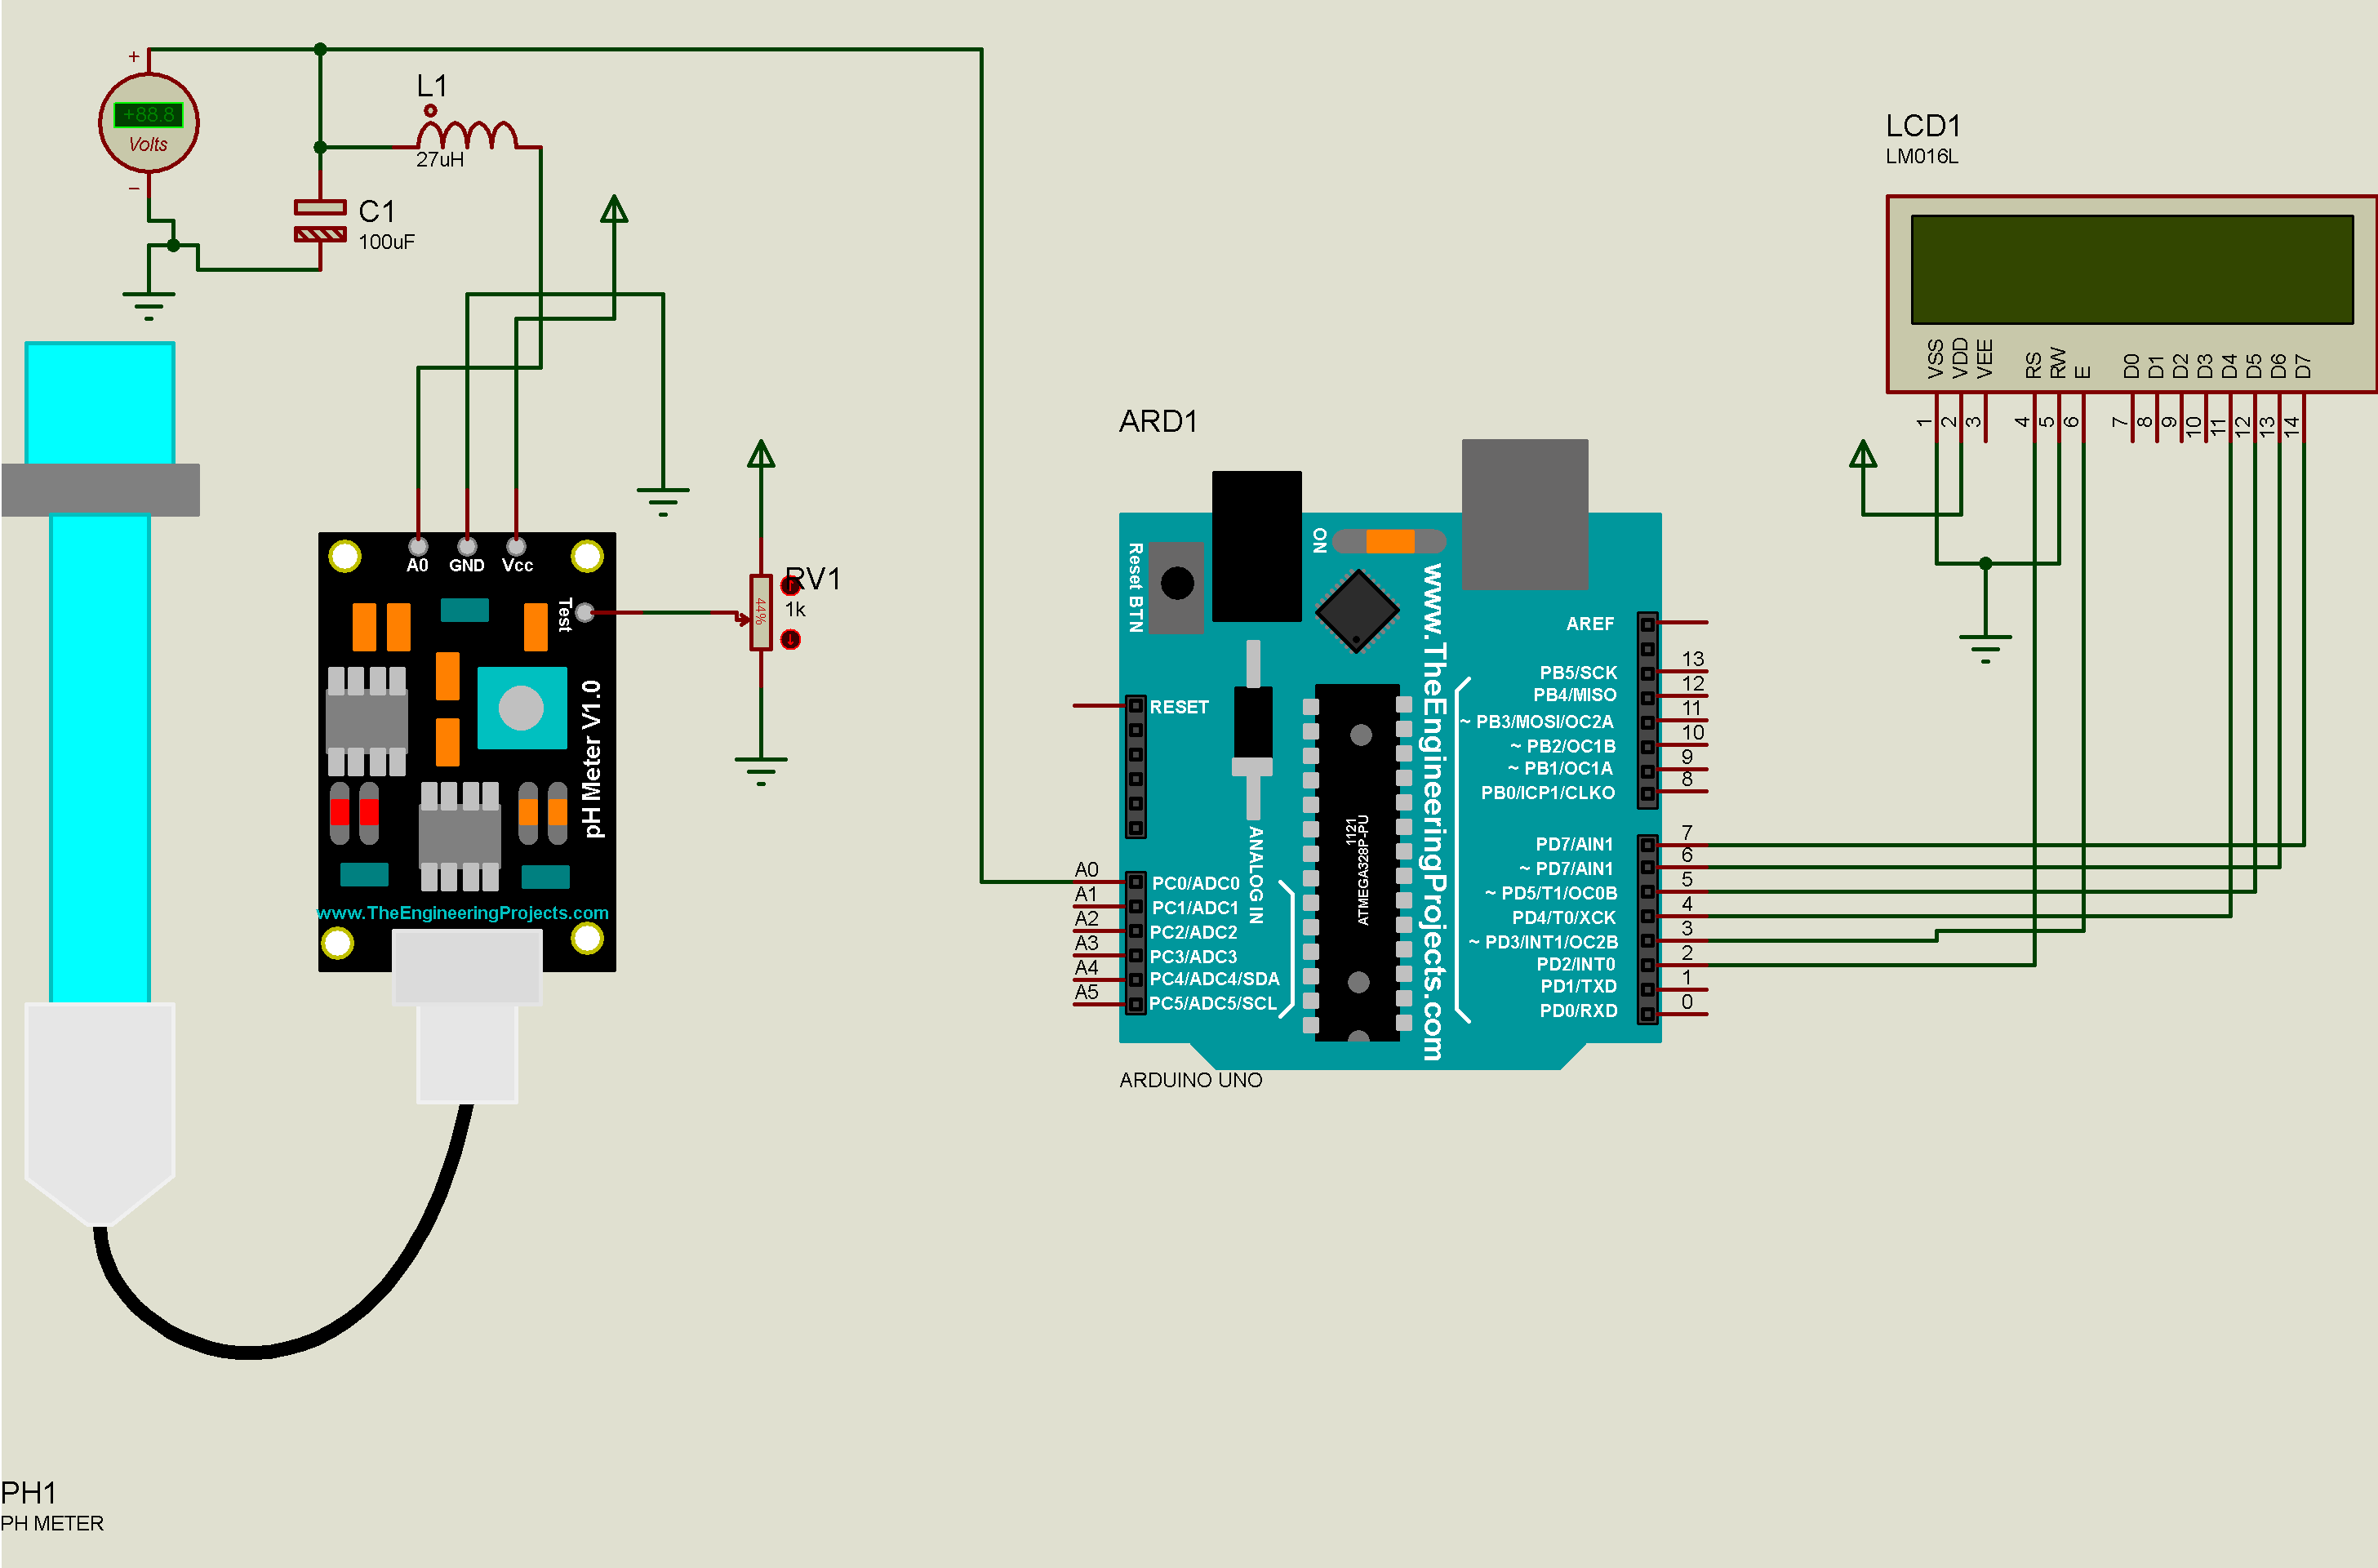 +
+88.8
Volts
−
L1
27uH
C1
100uF
LCD1
LM016L
VSS
VDD
VEE
RS
RW
E
D0
D1
D2
D3
D4
D5
D6
D7
1
2
3
4
5
6
7
8
9
10
11
12
13
14
A0
GND
Vcc
Test
pH Meter V1.0
www.TheEngineeringProjects.com
RV1
1k
44%
ARD1
Reset BTN
ON
www.TheEngineeringProjects.com
RESET
ANALOG IN
1121
ATMEGA328P-PU
A0
A1
A2
A3
A4
A5
PC0/ADC0
PC1/ADC1
PC2/ADC2
PC3/ADC3
PC4/ADC4/SDA
PC5/ADC5/SCL
AREF
PB5/SCK 13
PB4/MISO 12
~ PB3/MOSI/OC2A 11
~ PB2/OC1B 10
~ PB1/OC1A 9
PB0/ICP1/CLKO 8
PD7/AIN1 7
~ PD7/AIN1 6
~ PD5/T1/OC0B 5
PD4/T0/XCK 4
~ PD3/INT1/OC2B 3
PD2/INT0 2
PD1/TXD 1
PD0/RXD 0
ARDUINO UNO
PH1
PH METER